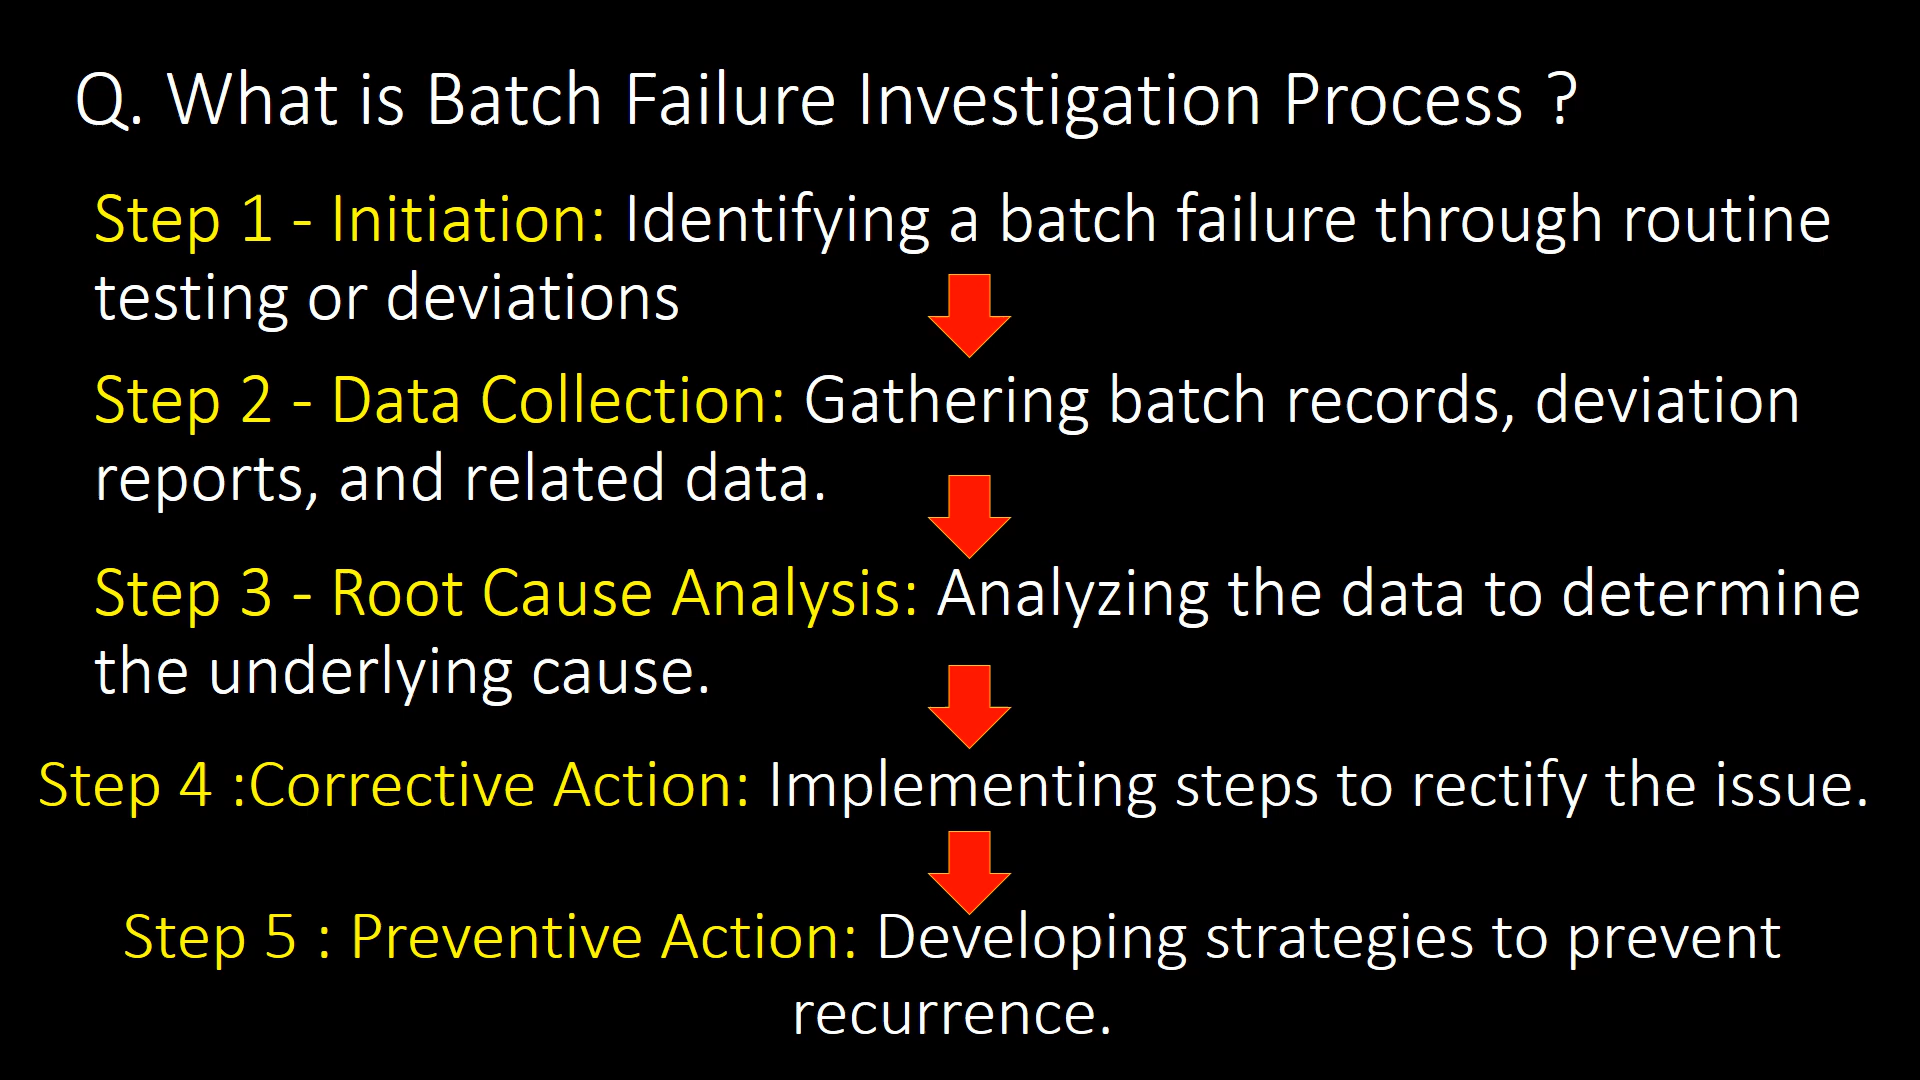 Q. What is Batch Failure Investigation Process ?
Step 1 - Initiation: Identifying a batch failure through routine
testing or deviations
Step 2 - Data Collection: Gathering batch records, deviation
reports, and related data.
Step 3 - Root Cause Analysis: Analyzing the data to determine
the underlying cause.
Step 4 :Corrective Action: Implementing steps to rectify the issue.
Step 5 : Preventive Action: Developing strategies to prevent
recurrence.